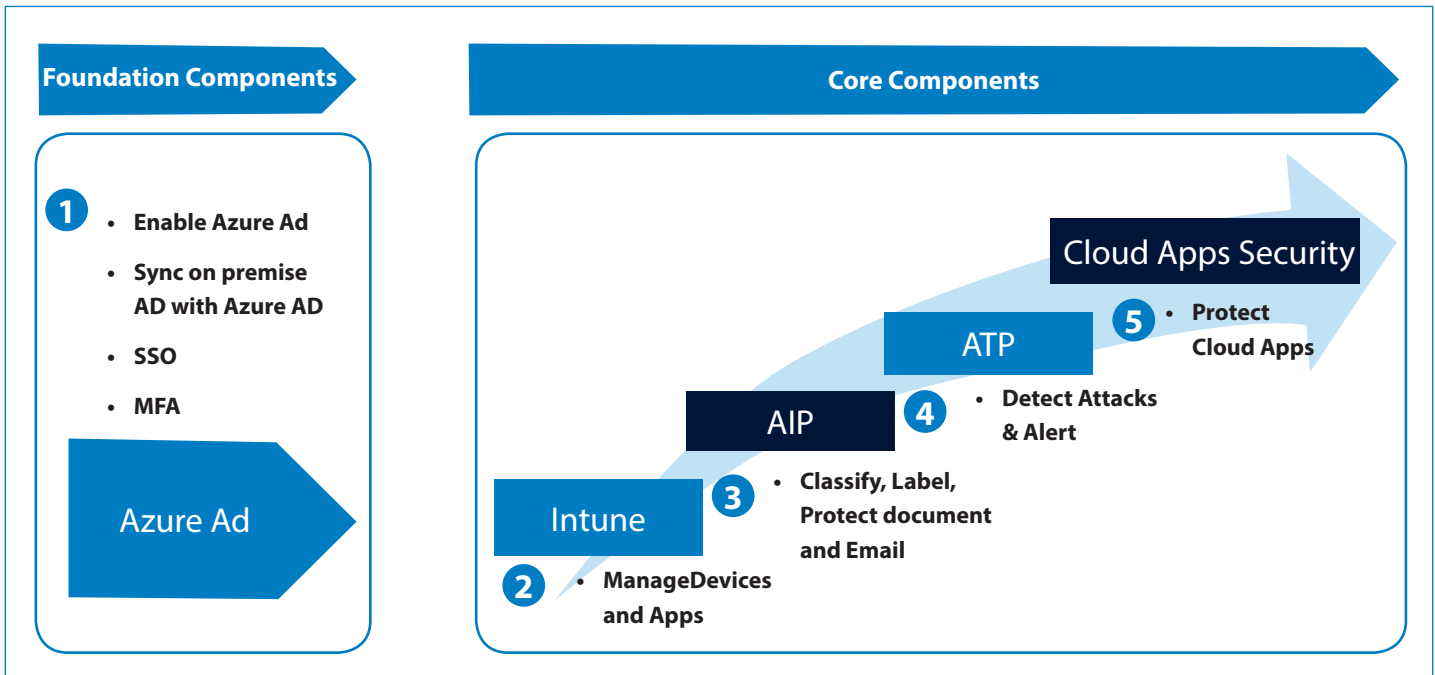 Foundation Components
Core Components
1
• Enable Azure Ad
• Sync on premise
AD with Azure AD
• SSO
• MFA
Azure Ad
Cloud Apps Security
5
• Protect
Cloud Apps
ATP
4
• Detect Attacks
& Alert
AIP
3
• Classify, Label,
Protect document
and Email
Intune
2
• ManageDevices
and Apps